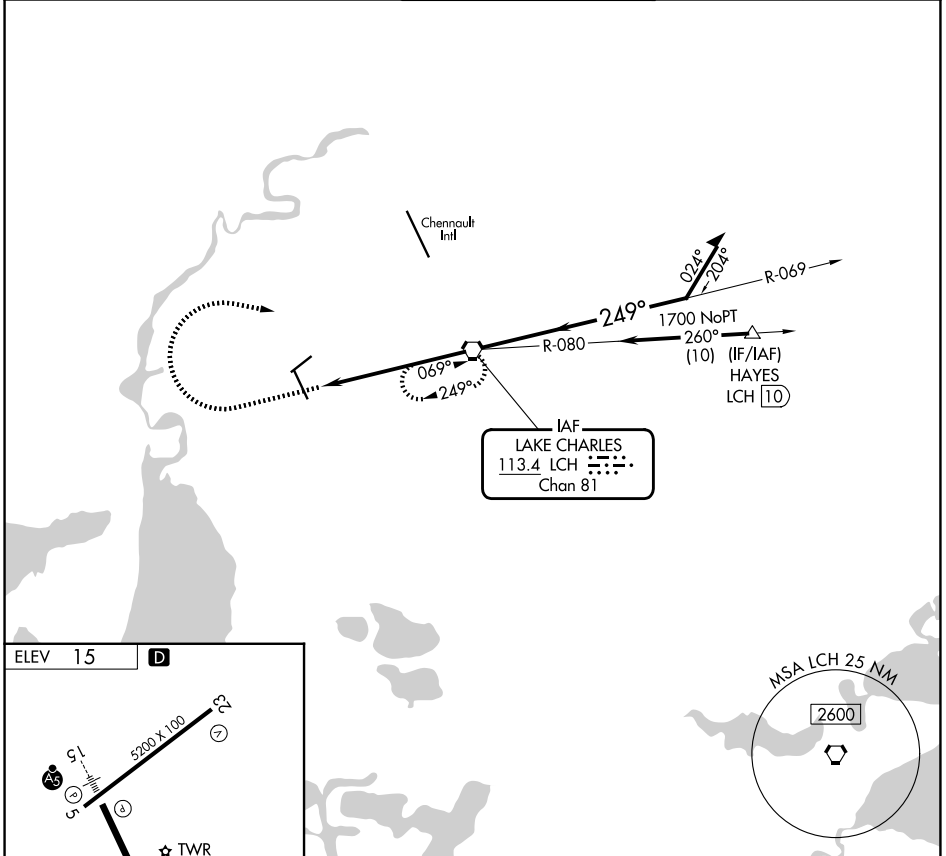 Chennault
Intl
024°
204°
R-069
249°
1700 NoPT
R-080
260°
(10)
(IF/IAF)
HAYES
LCH 10
069°
249°
IAF
LAKE CHARLES
113.4 LCH
Chan 81
ELEV 15 D
23
5200 X 100
V
15
A5
P
5
P
TWR
MSA LCH 25 NM
2600